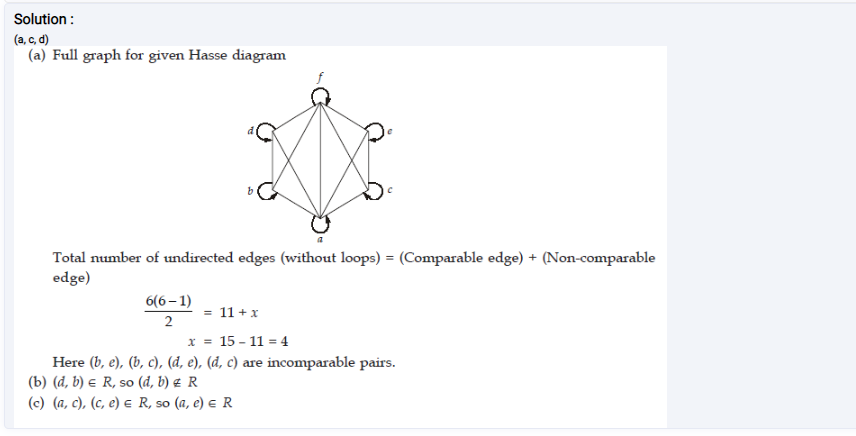 Solution :
(a, c, d)
(a) Full graph for given Hasse diagram
f
d
e
b
c
a
Total number of undirected edges (without loops) = (Comparable edge) + (Non-comparable
edge)
6(6 – 1)
2
= 11 + x
x = 15 – 11 = 4
Here (b, e), (b, c), (d, e), (d, c) are incomparable pairs.
(b) (d, b) ∈ R, so (d, b) ∉ R
(c) (a, c), (c, e) ∈ R, so (a, e) ∈ R